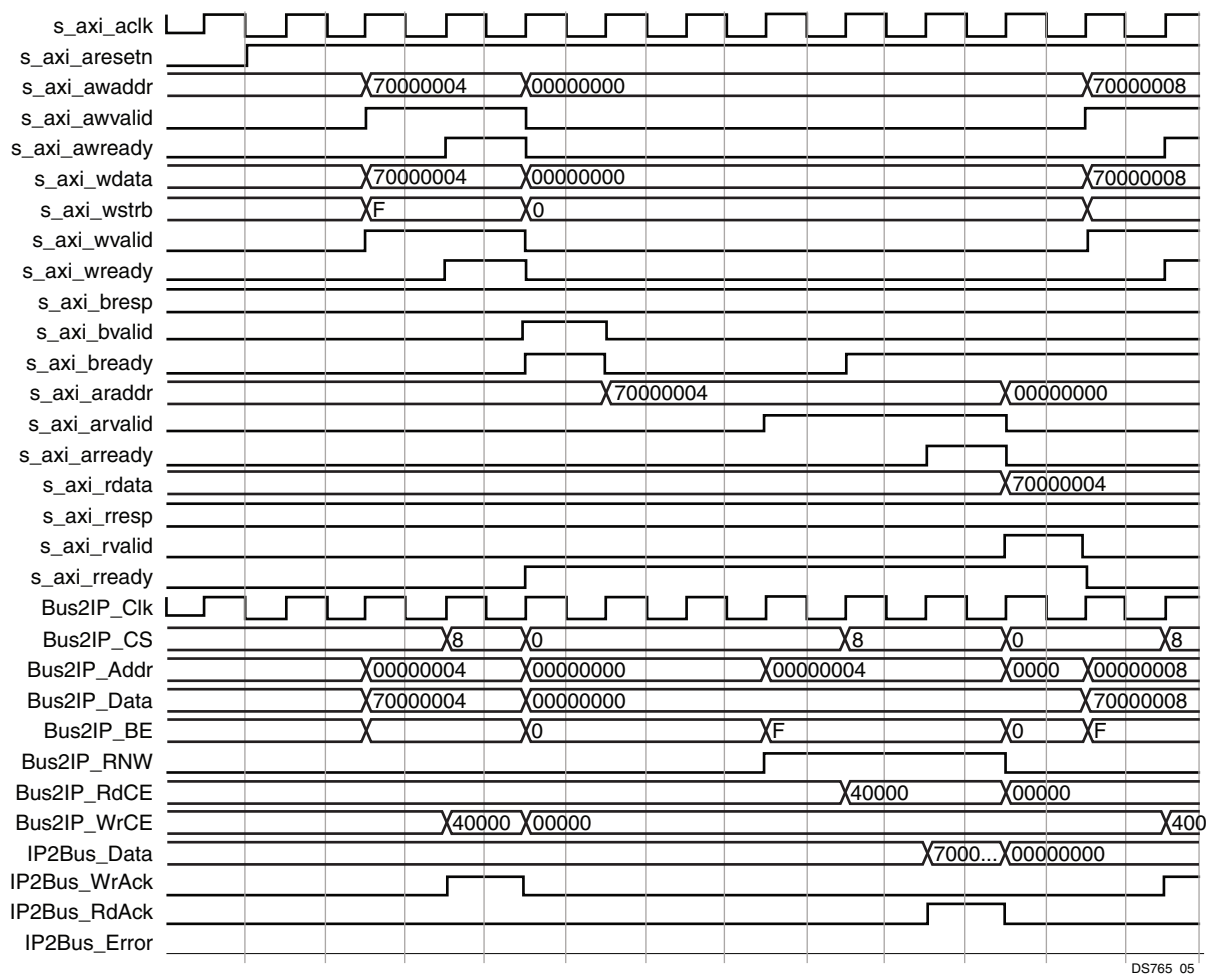 s_axi_aclk
s_axi_aresetn
s_axi_awaddr 70000004 00000000 70000008
s_axi_awvalid
s_axi_awready
s_axi_wdata 70000004 00000000 70000008
s_axi_wstrb F 0
s_axi_wvalid
s_axi_wready
s_axi_bresp
s_axi_bvalid
s_axi_bready
s_axi_araddr 70000004 00000000
s_axi_arvalid
s_axi_arready
s_axi_rdata 70000004
s_axi_rresp
s_axi_rvalid
s_axi_rready
Bus2IP_Clk
Bus2IP_CS 8 0 8 0 8
Bus2IP_Addr 00000004 00000000 00000004 0000 00000008
Bus2IP_Data 70000004 00000000 70000008
Bus2IP_BE 0 F 0 F
Bus2IP_RNW
Bus2IP_RdCE 40000 00000
Bus2IP_WrCE 40000 00000 400
IP2Bus_Data 7000... 00000000
IP2Bus_WrAck
IP2Bus_RdAck
IP2Bus_Error
DS765_05